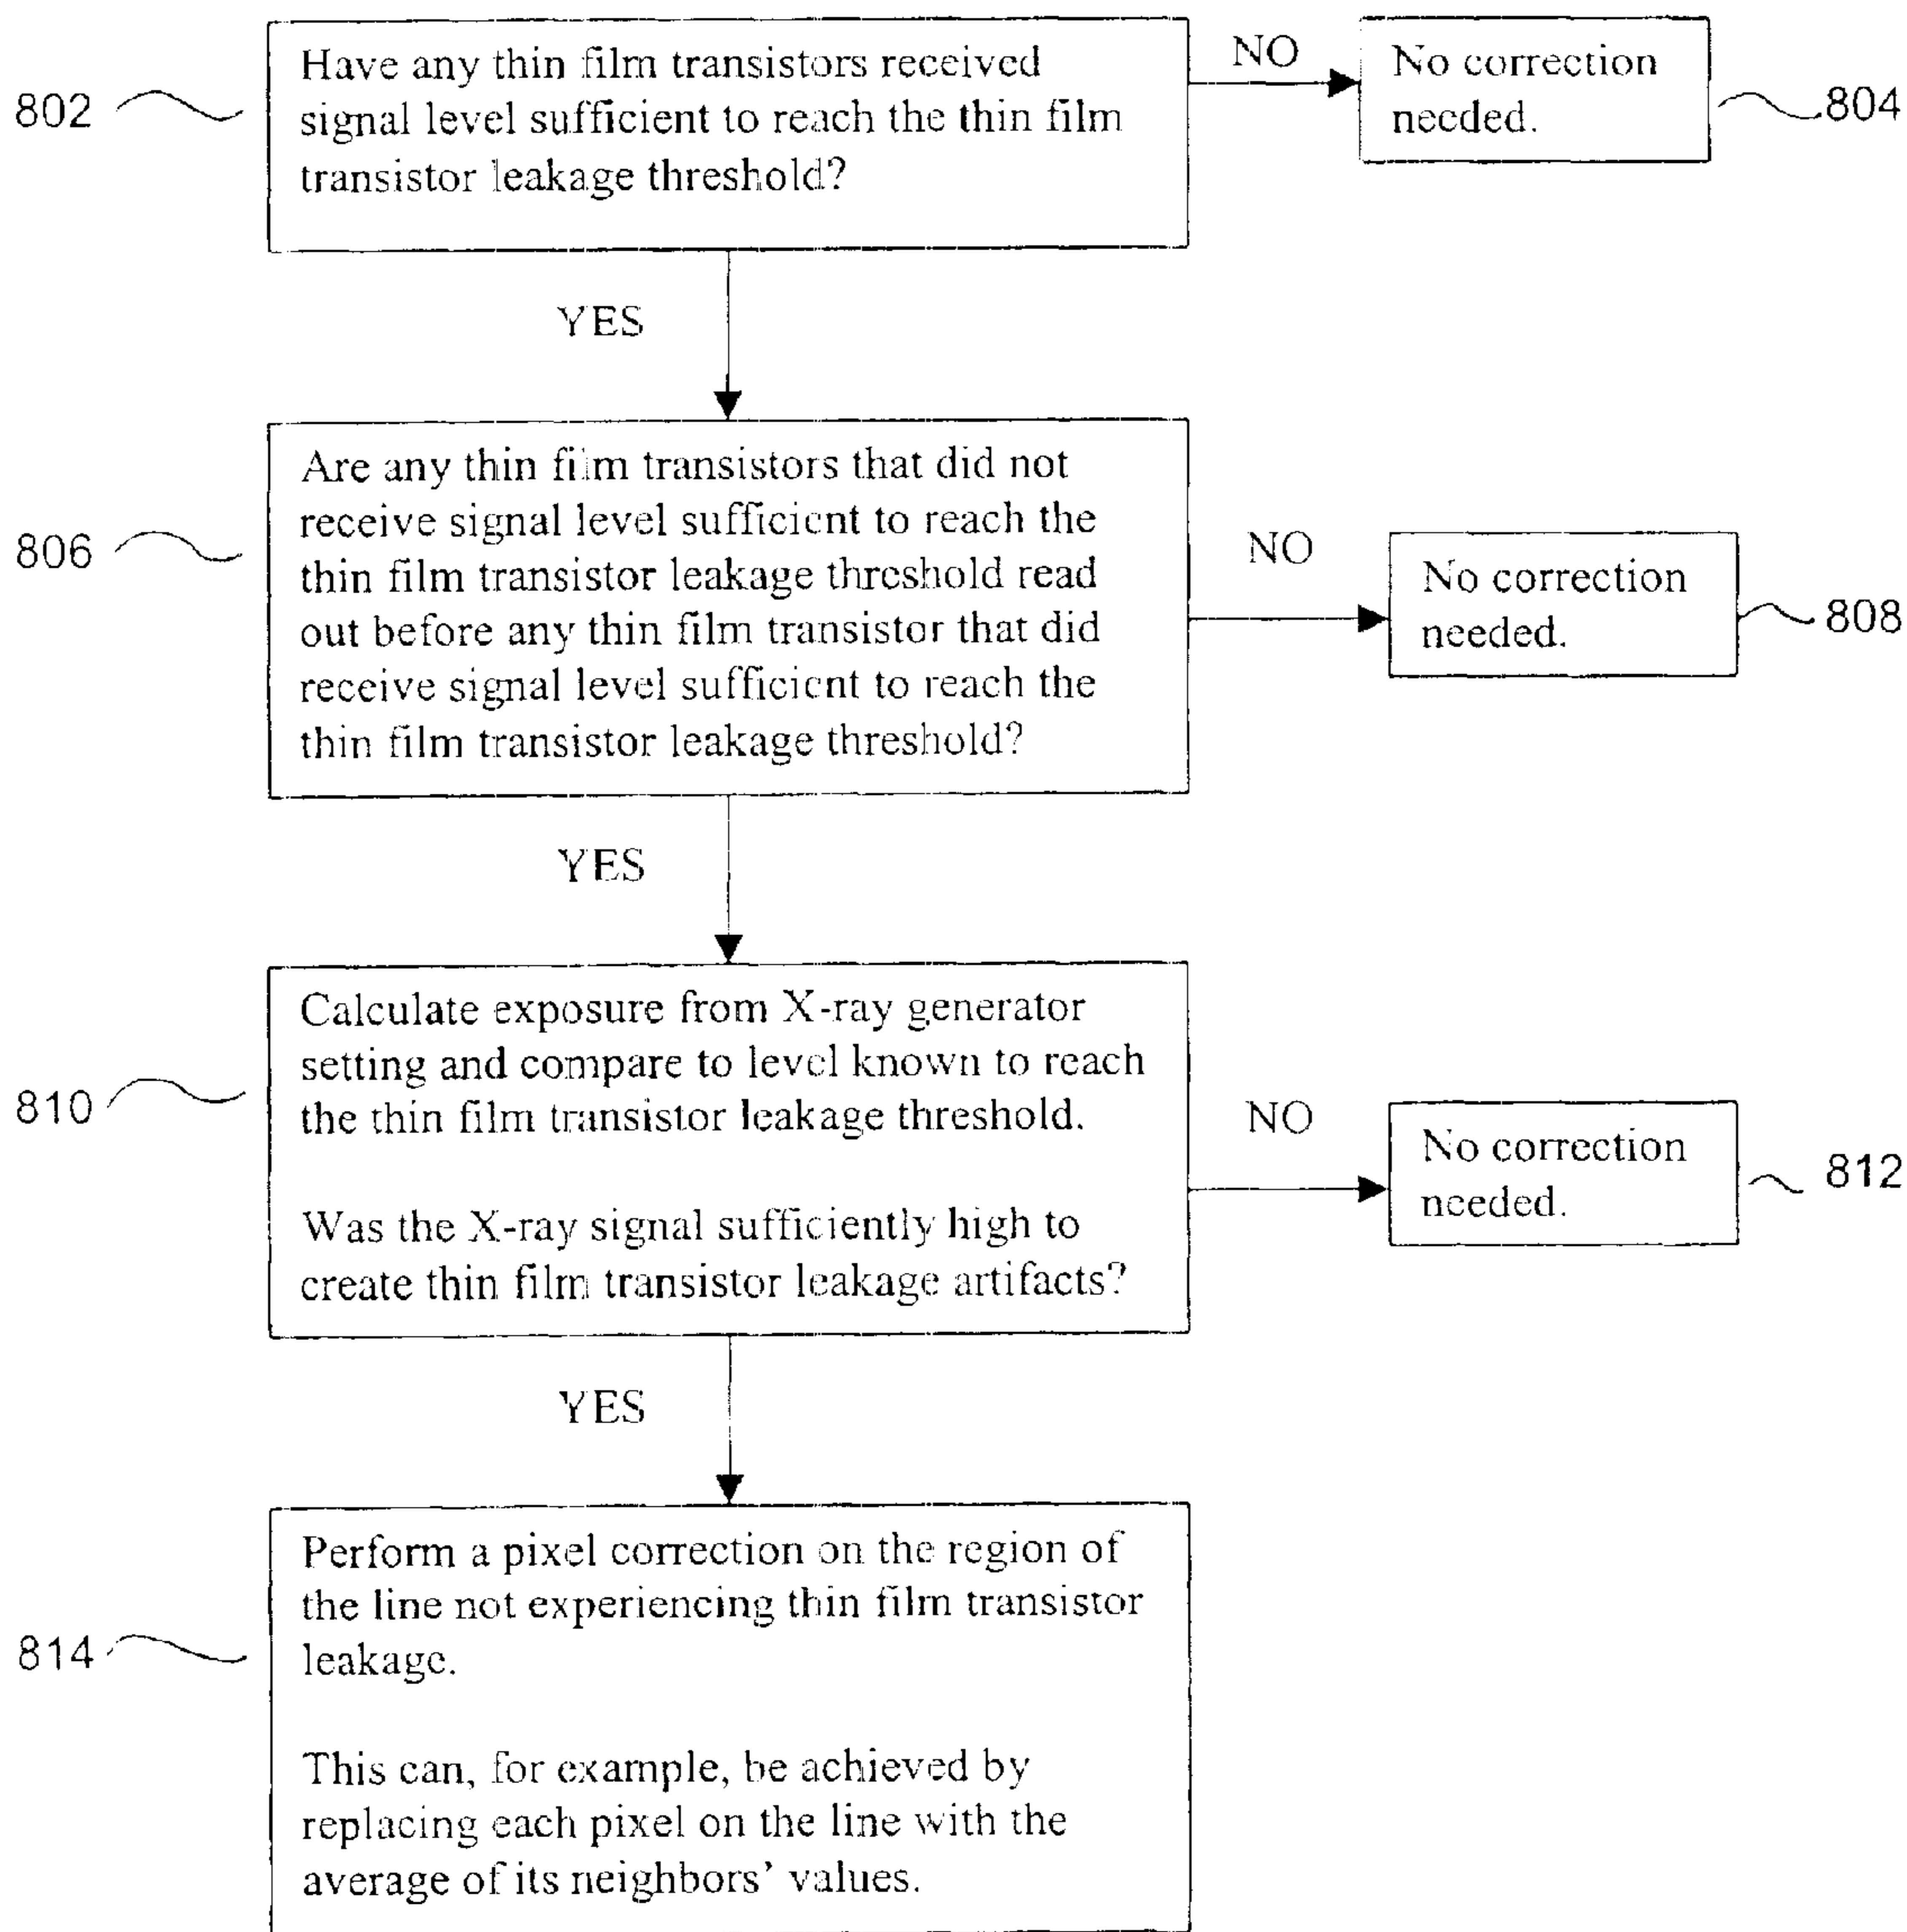 802
Have any thin film transistors received
signal level sufficient to reach the thin film
transistor leakage threshold?
NO
No correction
needed.
804
YES
806
Are any thin film transistors that did not
receive signal level sufficient to reach the
thin film transistor leakage threshold read
out before any thin film transistor that did
receive signal level sufficient to reach the
thin film transistor leakage threshold?
NO
No correction
needed.
808
YES
810
Calculate exposure from X-ray generator
setting and compare to level known to reach
the thin film transistor leakage threshold.
Was the X-ray signal sufficiently high to
create thin film transistor leakage artifacts?
NO
No correction
needed.
812
YES
814
Perform a pixel correction on the region of
the line not experiencing thin film transistor
leakage.
This can, for example, be achieved by
replacing each pixel on the line with the
average of its neighbors’ values.